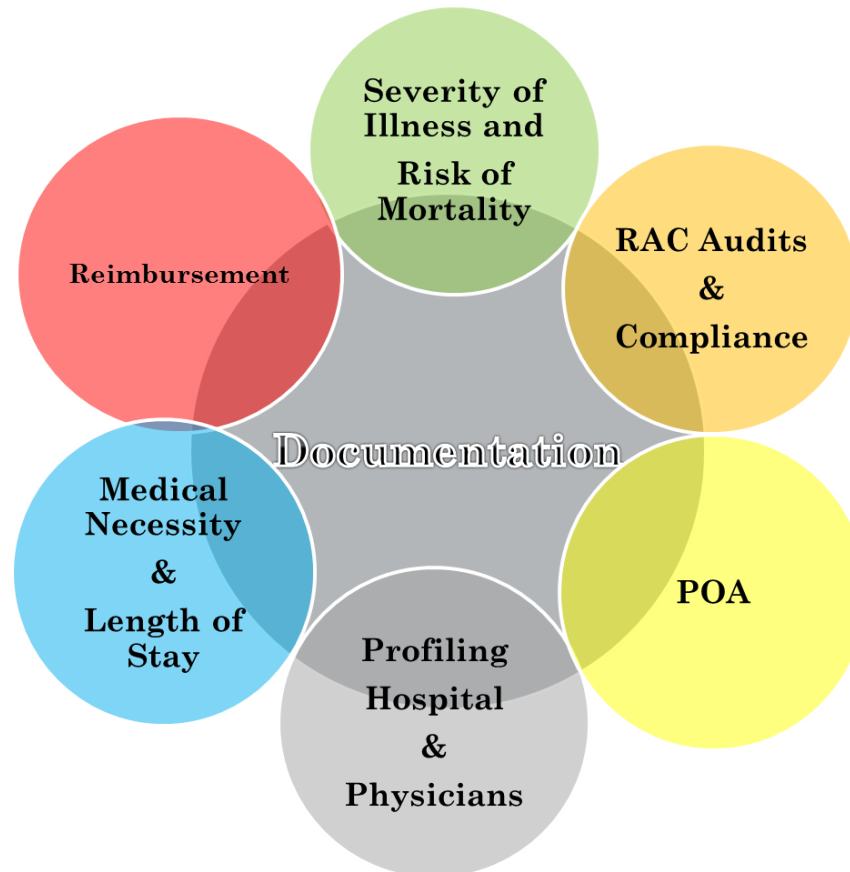 Severity of
Illness and
Risk of
Mortality
RAC Audits
&
Compliance
Reimbursement
Documentation
Medical
Necessity
&
Length of
Stay
POA
Profiling
Hospital
&
Physicians